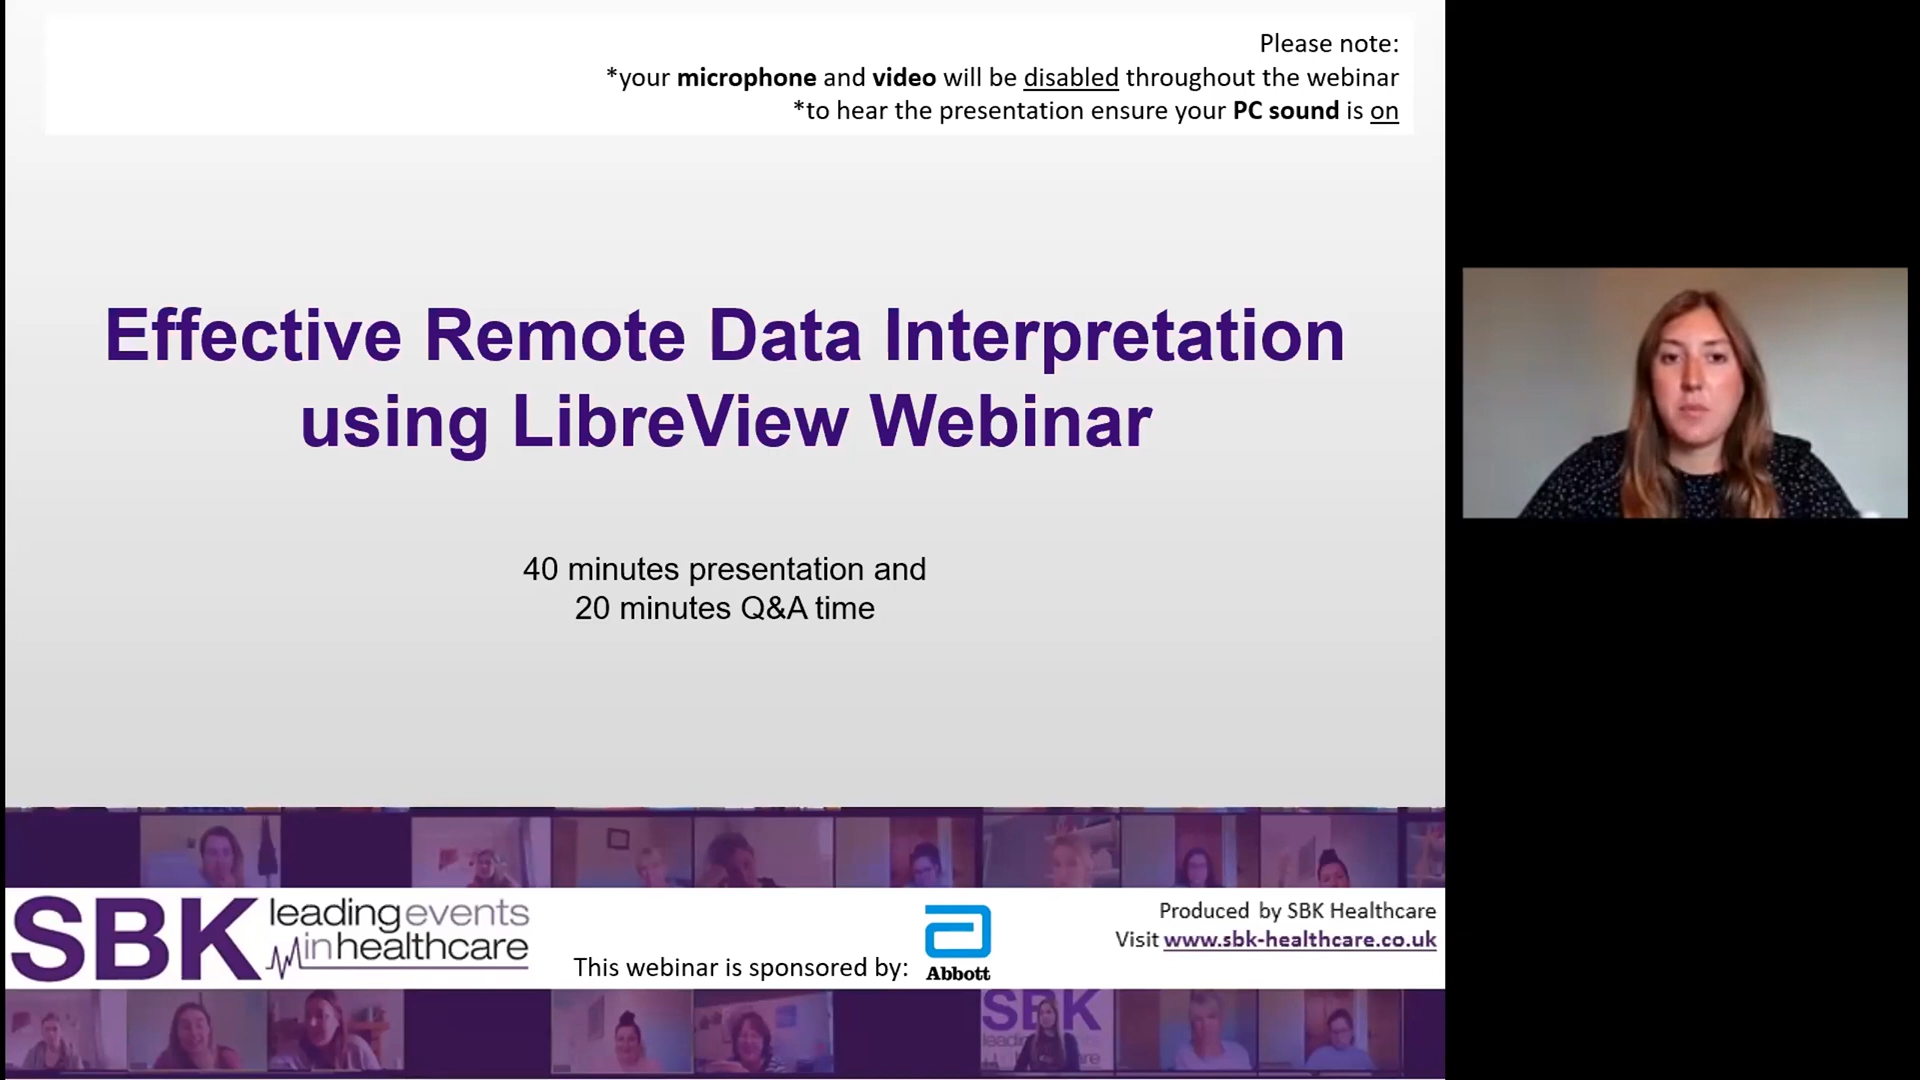 Please note:
*your microphone and video will be disabled throughout the webinar
*to hear the presentation ensure your PC sound is on
Effective Remote Data Interpretation
using LibreView Webinar
40 minutes presentation and
20 minutes Q&A time
SBK leading events
in healthcare
This webinar is sponsored by:
Abbott
Produced by SBK Healthcare
Visit www.sbk-healthcare.co.uk
SBK